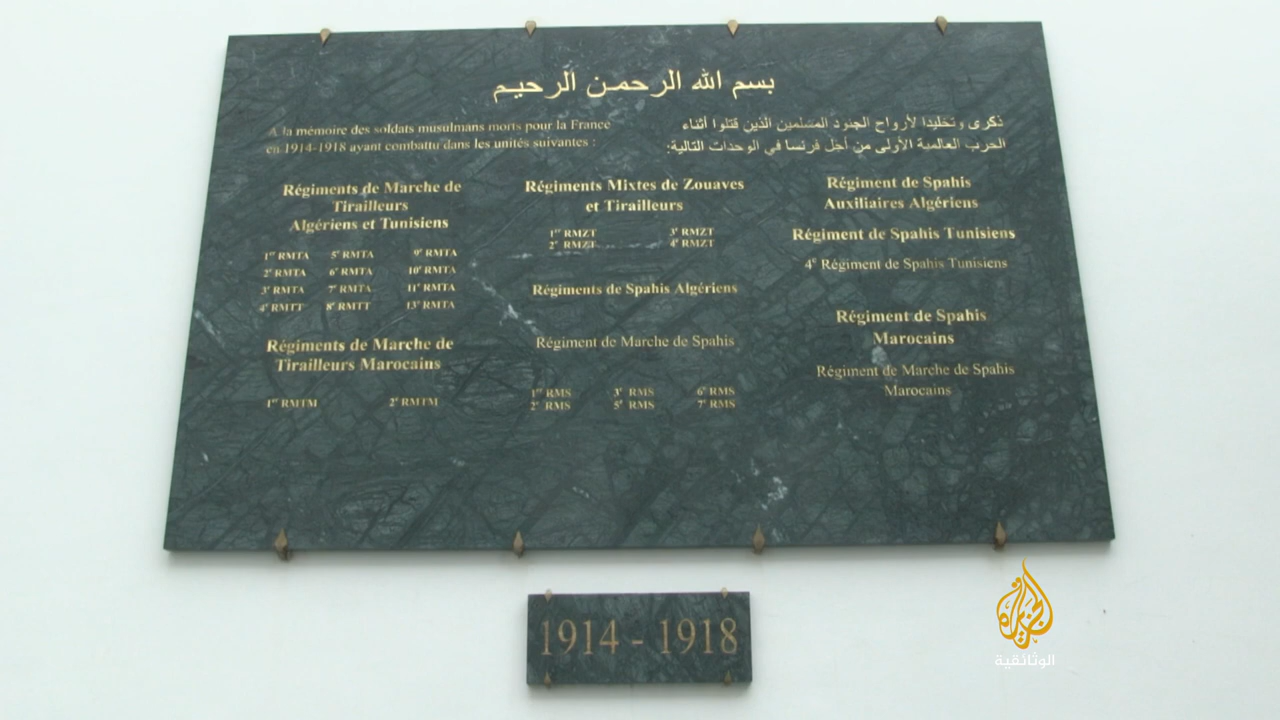 بسم الله الرحمن الرحيم
A la mémoire des soldats musulmans morts pour la France
en 1914-1918 ayant combattu dans les unités suivantes :
ذكرى وتخليدا لأرواح الجنود المسلمين الذين قتلوا أثناء
الحرب العالمية الأولى من أجل فرنسا في الوحدات التالية:
Régiments de Marche de
Tirailleurs
Algériens et Tunisiens
1er RMTA 5e RMTA 9e RMTA
2e RMTA 6e RMTA 10e RMTA
3e RMTA 7e RMTA 11e RMTA
4e RMTT 8e RMTT 13e RMTA
Régiments de Marche de
Tirailleurs Marocains
1er RMTM 2e RMTM
Régiments Mixtes de Zouaves
et Tirailleurs
1er RMZT 3e RMZT
2e RMZT 4e RMZT
Régiments de Spahis Algériens
Régiment de Marche de Spahis
1er RMS 3e RMS 6e RMS
2e RMS 5e RMS 7e RMS
Régiment de Spahis
Auxiliaires Algériens
Régiment de Spahis Tunisiens
4e Régiment de Spahis Tunisiens
Régiment de Spahis
Marocains
Régiment de Marche de Spahis
Marocains
1914 - 1918
الجزيرة
الوثائقية